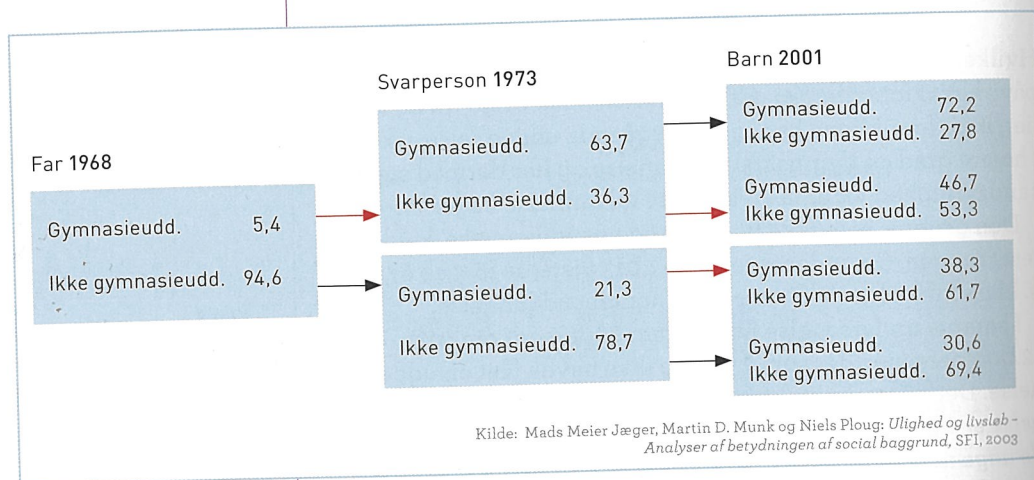 Far 1968
Gymnasieudd. 5,4
Ikke gymnasieudd. 94,6
Svarperson 1973
Gymnasieudd. 63,7
Ikke gymnasieudd. 36,3
Gymnasieudd. 21,3
Ikke gymnasieudd. 78,7
Barn 2001
Gymnasieudd. 72,2
Ikke gymnasieudd. 27,8
Gymnasieudd. 46,7
Ikke gymnasieudd. 53,3
Gymnasieudd. 38,3
Ikke gymnasieudd. 61,7
Gymnasieudd. 30,6
Ikke gymnasieudd. 69,4
Kilde: Mads Meier Jæger, Martin D. Munk og Niels Ploug: Ulighed og livsløb –
Analyser af betydningen af social baggrund, SFI, 2003